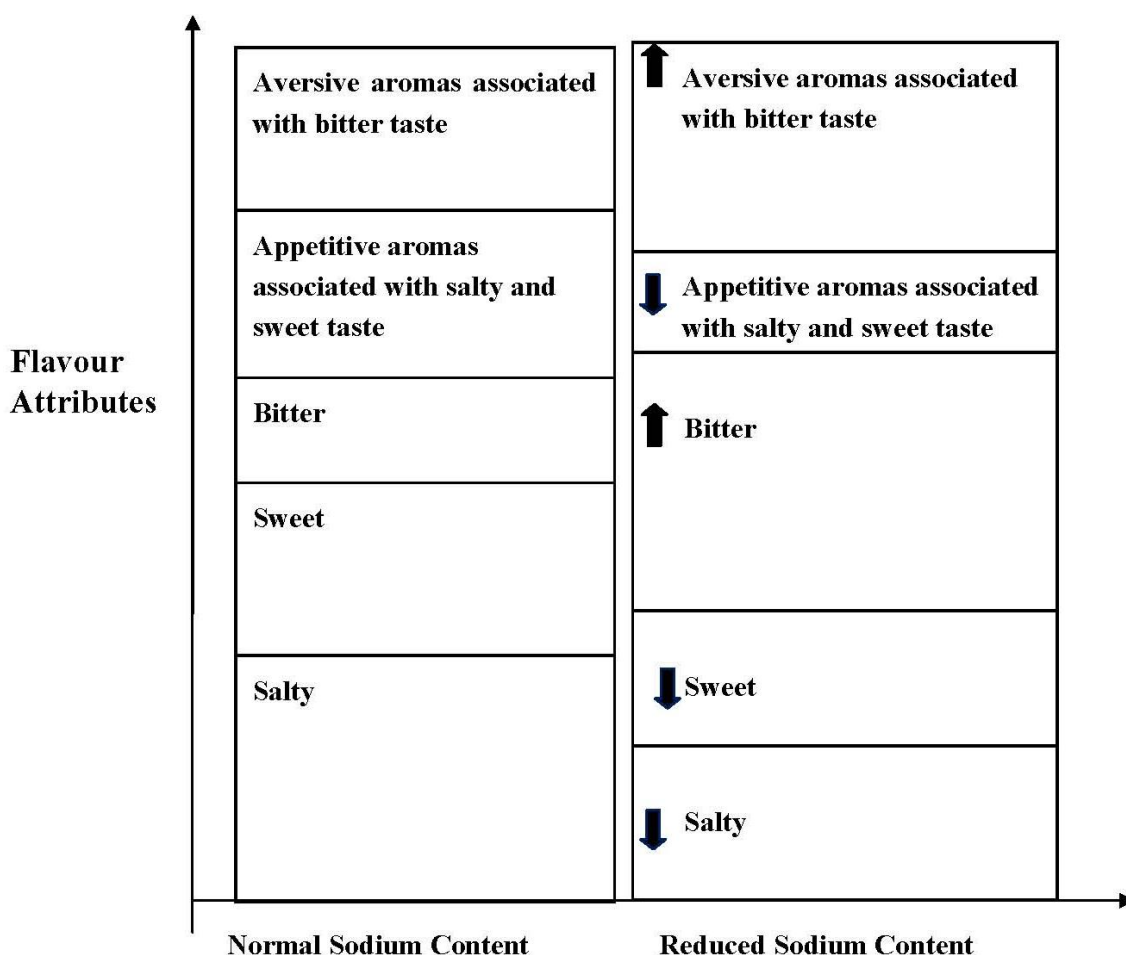 Flavour
Attributes
Aversive aromas associated
with bitter taste
Appetitive aromas
associated with salty and
sweet taste
Bitter
Sweet
Salty
Aversive aromas associated
with bitter taste
Appetitive aromas associated
with salty and sweet taste
Bitter
Sweet
Salty
Normal Sodium Content
Reduced Sodium Content